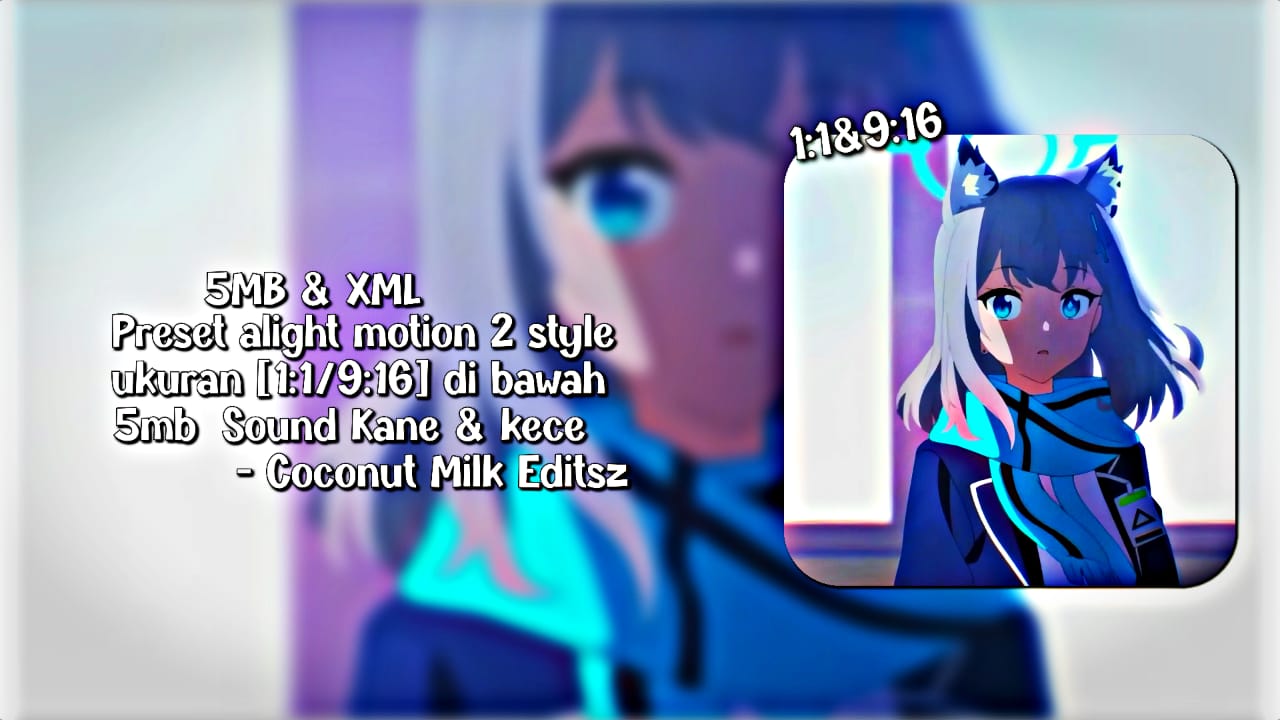 1:1&9:16
5MB & XML
Preset alight motion 2 style
ukuran [1:1/9:16] di bawah
5mb Sound Kane & kece
- Coconut Milk Editsz